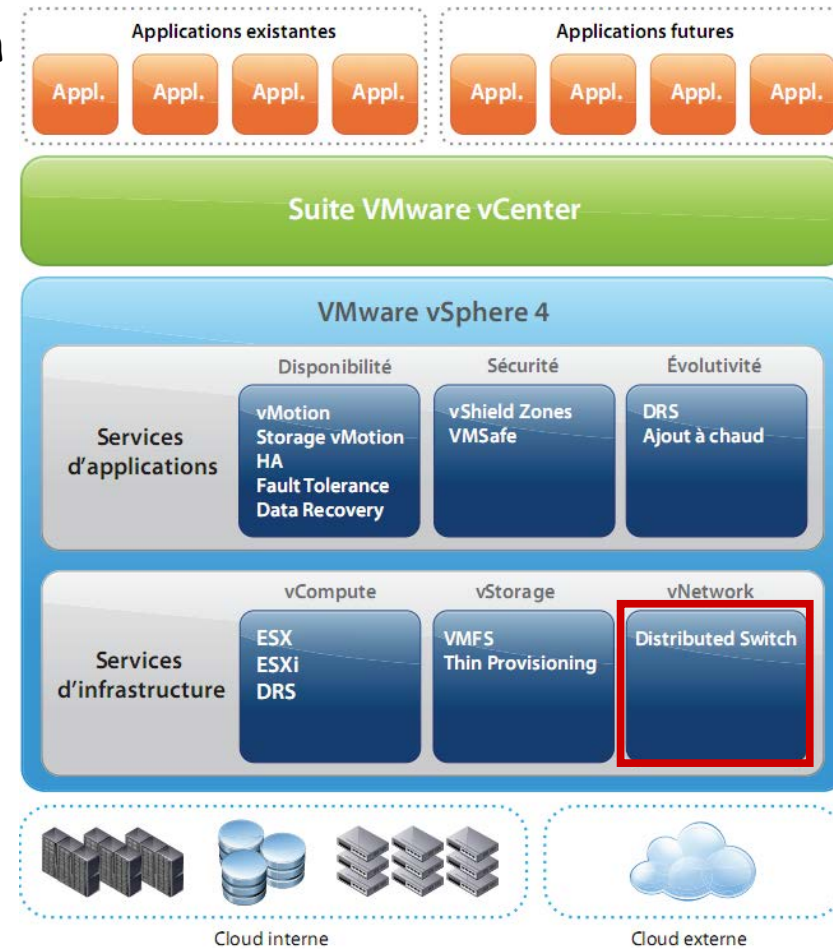 Applications existantes
Applications futures
Appl. Appl. Appl. Appl.
Appl. Appl. Appl. Appl.
Suite VMware vCenter
VMware vSphere 4
Services
d'applications
Disponibilité
vMotion
Storage vMotion
HA
Fault Tolerance
Data Recovery
Sécurité
vShield Zones
VMSafe
Évolutivité
DRS
Ajout à chaud
Services
d'infrastructure
vCompute
ESX
ESXi
DRS
vStorage
VMFS
Thin Provisioning
vNetwork
Distributed Switch
Cloud interne
Cloud externe